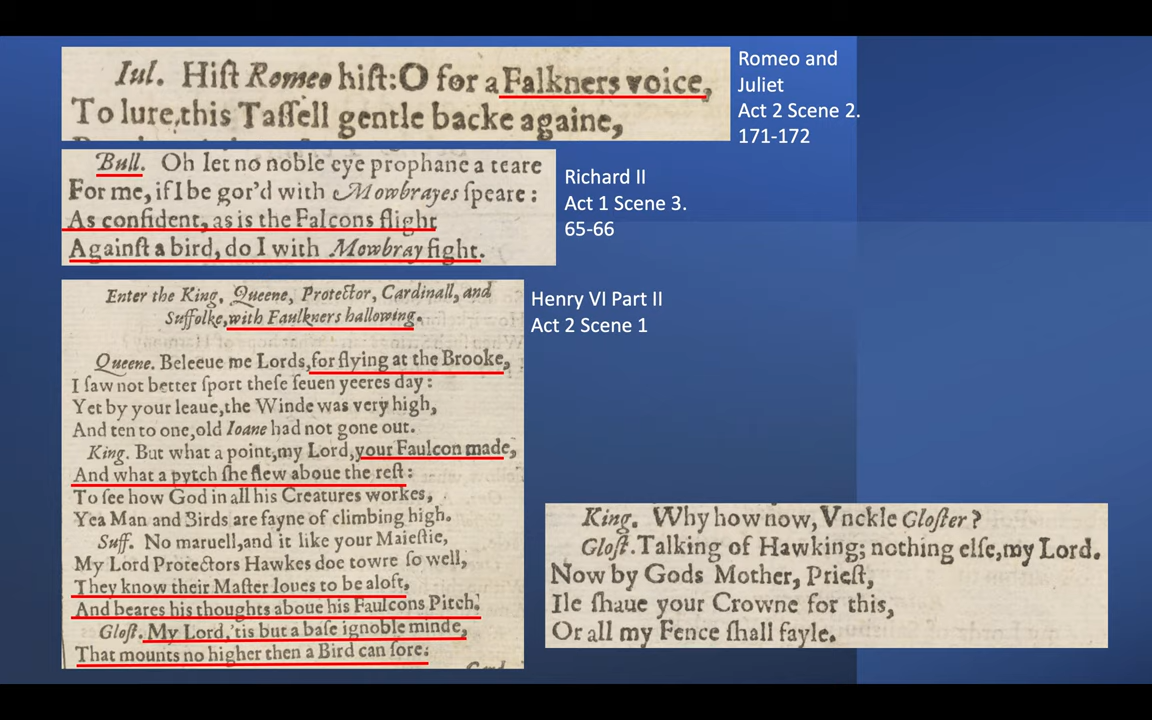 Iul. Hiſt Romeo hiſt: O for a Falkners voice,
To lure this Taſſell gentle backe againe,
Romeo and
Juliet
Act 2 Scene 2.
171-172
Bull. Oh let no noble eye prophane a teare
For me, if I be gor'd with Mowbrayes ſpeare:
As confident, as is the Falcons flight
Againſt a bird, do I with Mowbray fight.
Richard II
Act 1 Scene 3.
65-66
Enter the King, Queene, Protector, Cardinall, and
Suffolke, with Faulkners hallowing.
Queene. Beleeue me Lords, for flying at the Brooke,
I ſaw not better ſport theſe ſeuen yeeres day:
Yet by your leaue, the Winde was very high,
And ten to one, old Ioane had not gone out.
King. But what a point, my Lord, your Faulcon made,
And what a pytch ſhe flew aboue the reſt:
To ſee how God in all his Creatures workes,
Yea Man and Birds are fayne of climbing high.
Suff. No maruell, and it like your Maieſtie,
My Lord Protectors Hawkes doe towre ſo well,
They know their Maſter loues to be aloft,
And beares his thoughts aboue his Faulcons Pitch.
Gloſt. My Lord, 'tis but a baſe ignoble minde,
That mounts no higher then a Bird can ſore:
Henry VI Part II
Act 2 Scene 1
King. Why how now, Vnckle Gloſter?
Gloſt. Talking of Hawking; nothing elſe, my Lord.
Now by Gods Mother, Prieſt,
Ile ſhaue your Crowne for this,
Or all my Fence ſhall fayle.